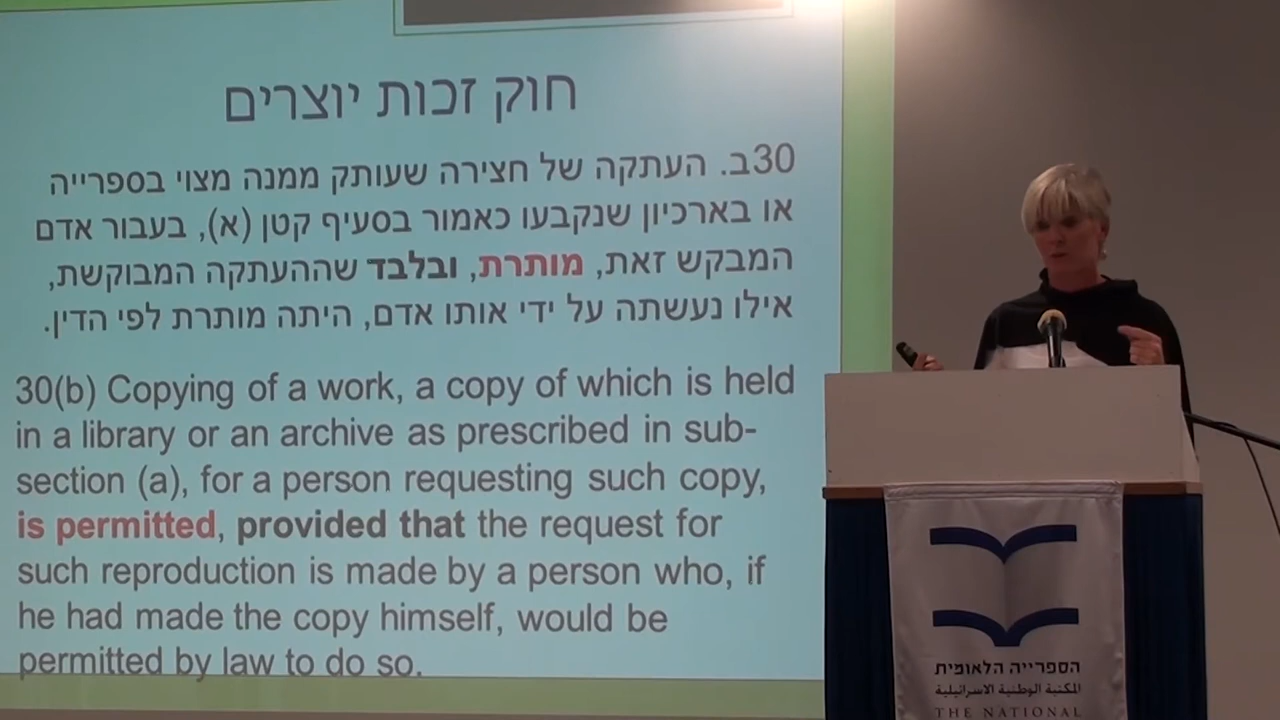 חוק זכות יוצרים
30ב. העתקה של חצירה שעותק ממנה מצוי בספרייה
או בארכיון שנקבעו כאמור בסעיף קטן (א), בעבור אדם
המבקש זאת, מותרת, ובלבד שההעתקה המבוקשת,
אילו נעשתה על ידי אותו אדם, היתה מותרת לפי הדין.
30(b) Copying of a work, a copy of which is held
in a library or an archive as prescribed in sub-
section (a), for a person requesting such copy,
is permitted, provided that the request for
such reproduction is made by a person who, if
he had made the copy himself, would be
permitted by law to do so.
הספרייה הלאומית
المكتبة الوطنية الاسرائيلية
THE NATIONAL